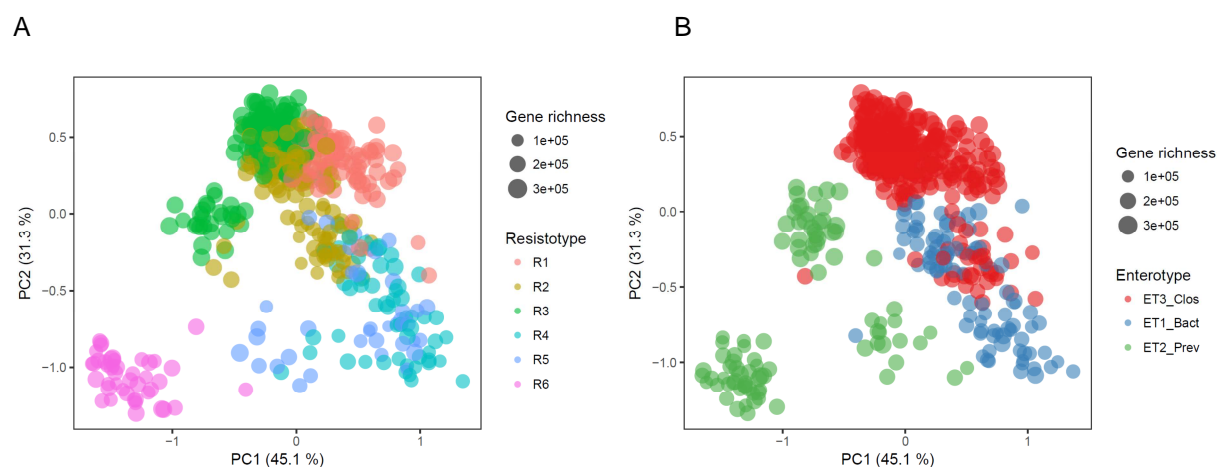 A
B
Gene richness
1e+05
2e+05
3e+05
Resistotype
R1
R2
R3
R4
R5
R6
PC2 (31.3 %)
0.5
0.0
−0.5
−1.0
−1
0
1
PC1 (45.1 %)
Gene richness
1e+05
2e+05
3e+05
Enterotype
ET3_Clos
ET1_Bact
ET2_Prev
PC2 (31.3 %)
0.5
0.0
−0.5
−1.0
−1
0
1
PC1 (45.1 %)